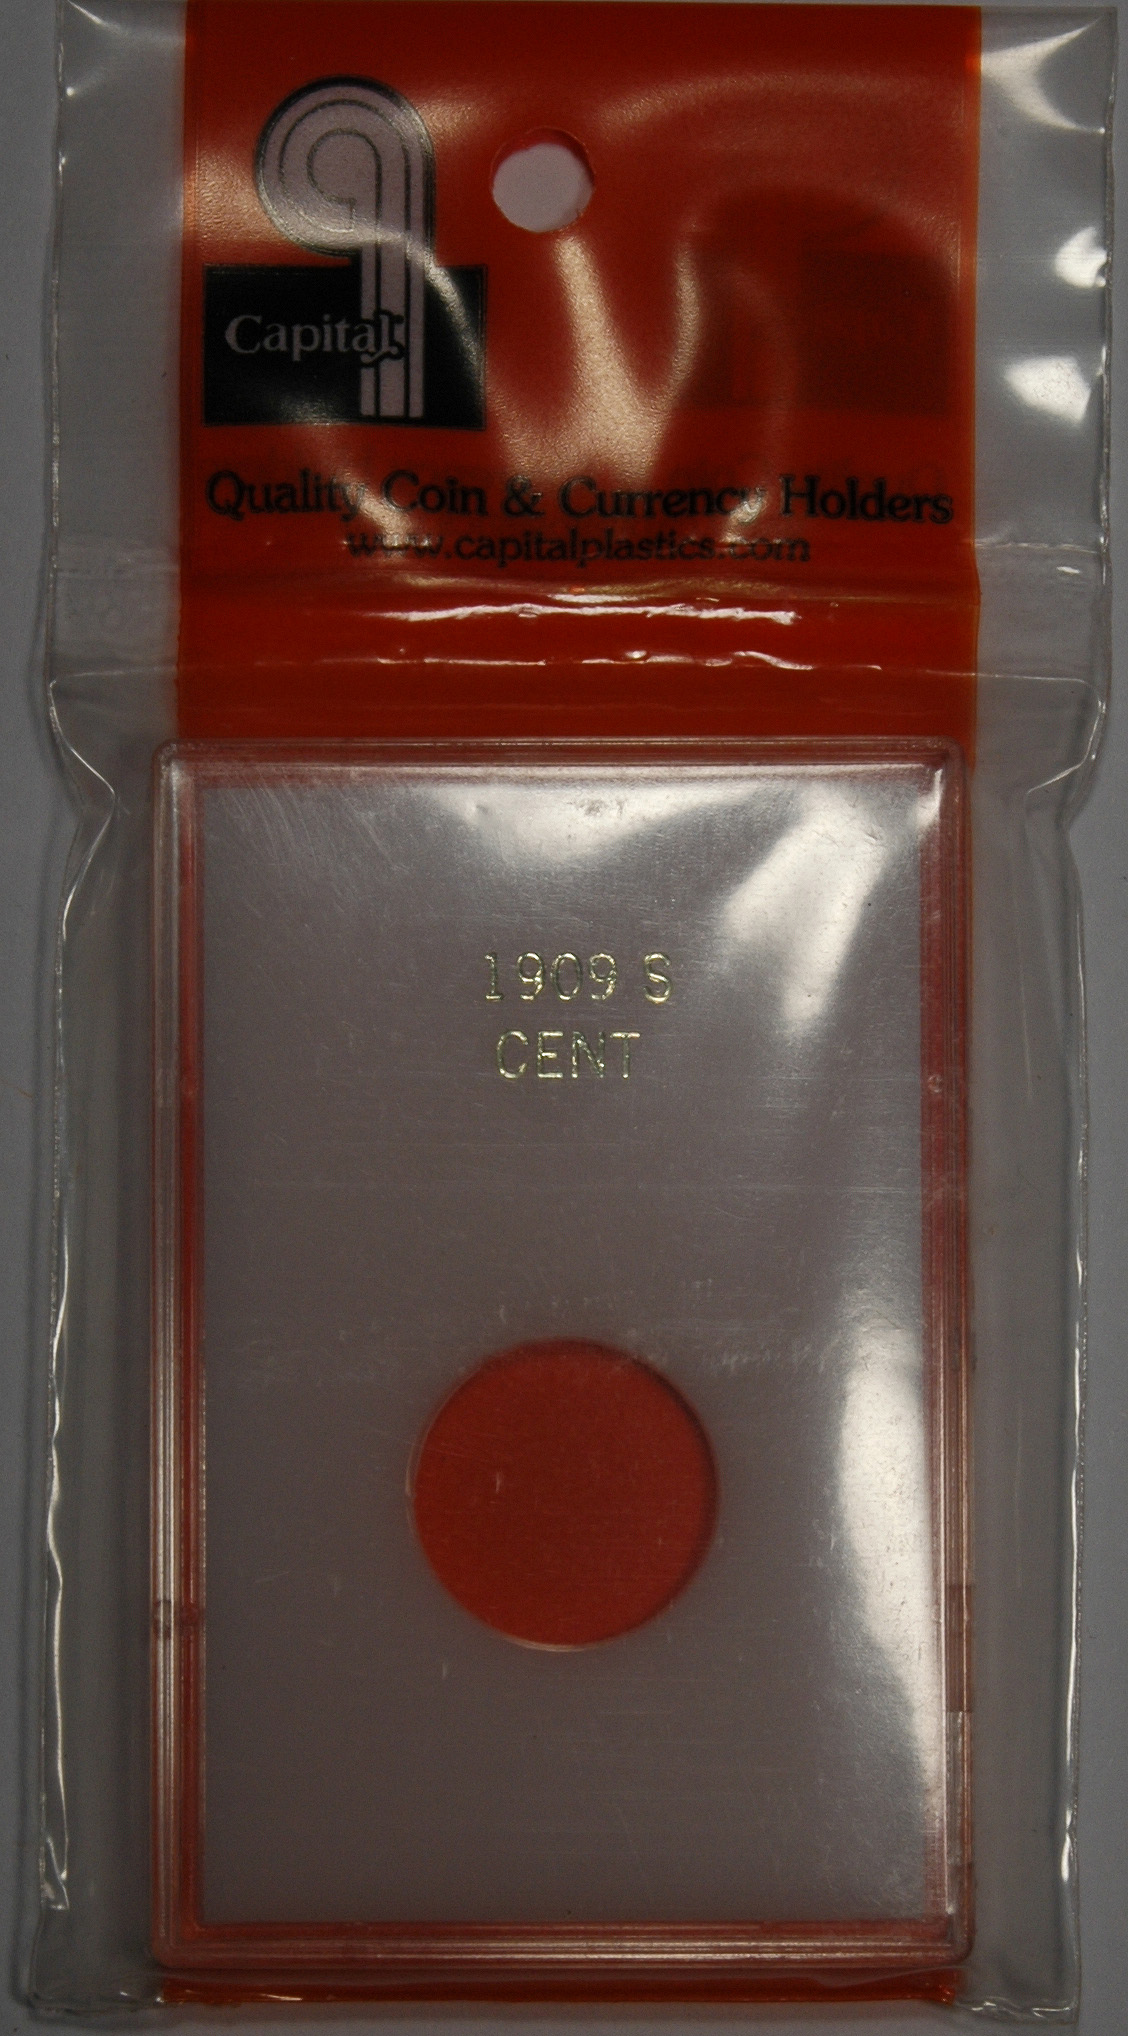 Capital
Quality Coin & Currency Holders
www.capitalplastics.com
1909 S
CENT